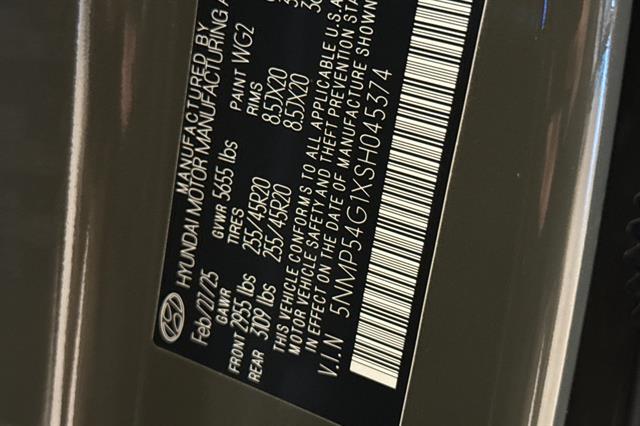 MANUFACTURED BY
HYUNDAI MOTOR MANUFACTURING
Feb/27/25 GVWR 5655 lbs PAINT WG2
GAWR TIRES RIMS
FRONT 2955 lbs 255/45R20 8.5JX20
REAR 3109 lbs 255/45R20 8.5JX20
THIS VEHICLE CONFORMS TO ALL APPLICABLE U.S.A
MOTOR VEHICLE SAFETY AND THEFT PREVENTION STA
IN EFFECT ON THE DATE OF MANUFACTURE SHOWN
V.I.N 5NMP54G1XSH045374